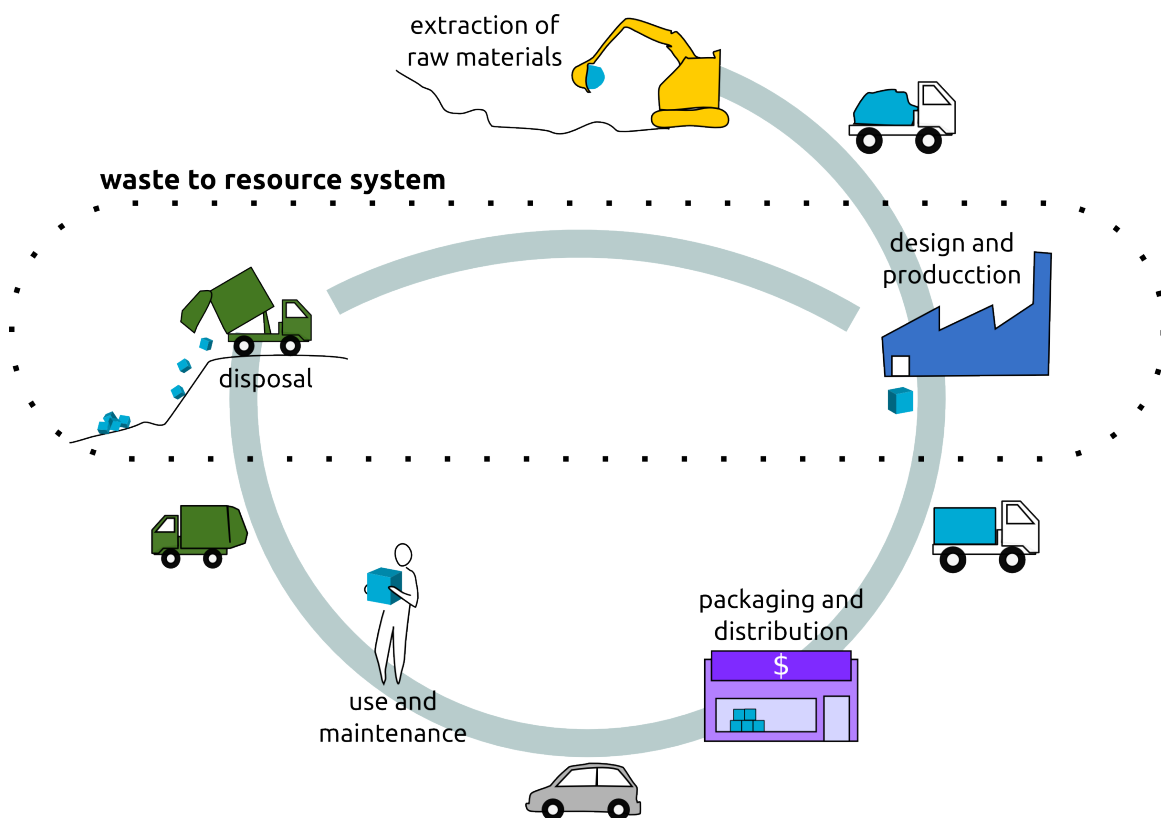 extraction of
raw materials
waste to resource system
design and
producction
disposal
packaging and
distribution
$
use and
maintenance